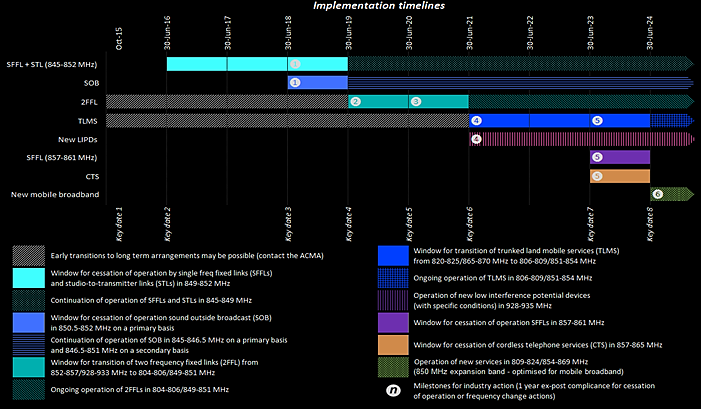 Implementation timelines
Oct-15
30-Jun-16
30-Jun-17
30-Jun-18
30-Jun-19
30-Jun-20
30-Jun-21
30-Jun-22
30-Jun-23
30-Jun-24
SFFL + STL (845-852 MHz)
1
SOB
1
2FFL
2
3
TLMS
4
5
New LIPDs
4
SFFL (857-861 MHz)
5
CTS
5
New mobile broadband
6
Key date 1
Key date 2
Key date 3
Key date 4
Key date 5
Key date 6
Key date 7
Key date 8
Early transitions to long term arrangements may be possible (contact the ACMA)
Window for cessation of operation by single freq fixed links (SFFLs)
and studio-to-transmitter links (STLs) in 849-852 MHz
Continuation of operation of SFFLs and STLs in 845-849 MHz
Window for cessation of operation sound outside broadcast (SOB)
in 850.5-852 MHz on a primary basis
Continuation of operation of SOB in 845-846.5 MHz on a primary basis
and 846.5-851 MHz on a secondary basis
Window for transition of two frequency fixed links (2FFL) from
852-857/928-933 MHz to 804-806/849-851 MHz
Ongoing operation of 2FFLs in 804-806/849-851 MHz
Window for transition of trunked land mobile services (TLMS)
from 820-825/865-870 MHz to 806-809/851-854 MHz
Ongoing operation of TLMS in 806-809/851-854 MHz
Operation of new low interference potential devices
(with specific conditions) in 928-935 MHz
Window for cessation of operation SFFLs in 857-861 MHz
Window for cessation of cordless telephone services (CTS) in 857-865 MHz
Operation of new services in 809-824/854-869 MHz
(850 MHz expansion band - optimised for mobile broadband)
n
Milestones for industry action (1 year ex-post complicance for cessation
of operation or frequency change actions)